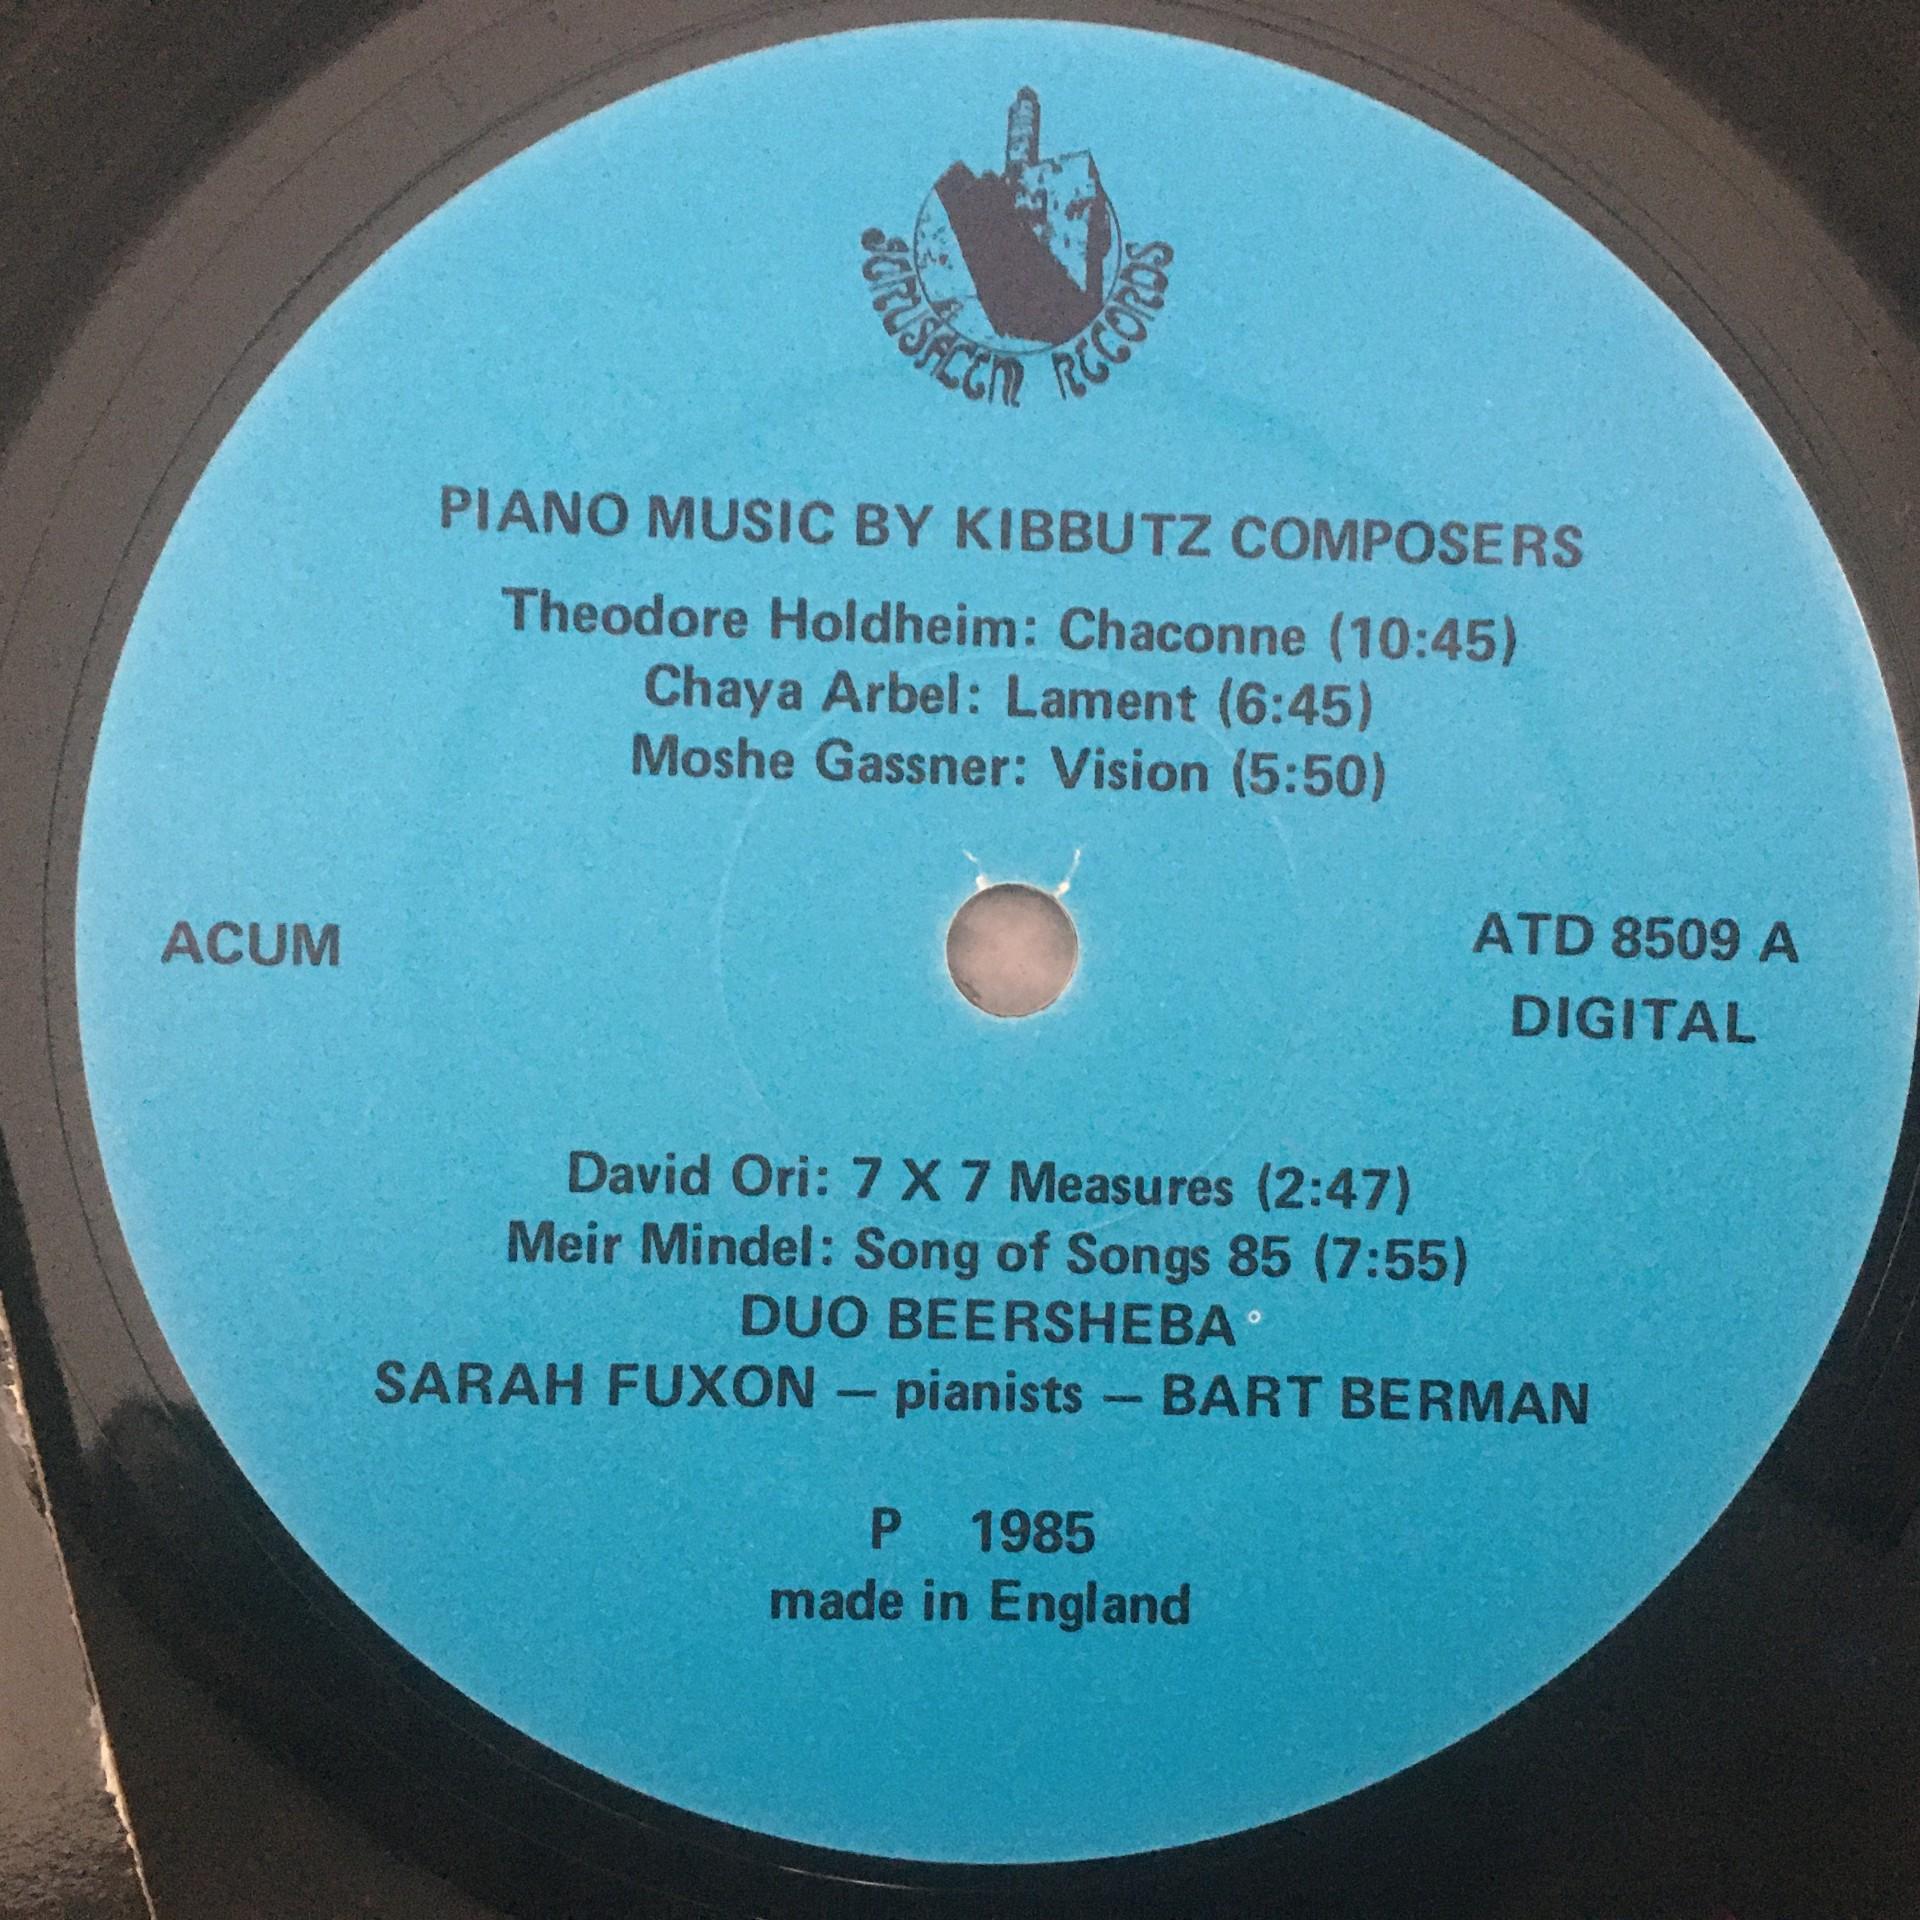 JERUSALEM RECORDS
PIANO MUSIC BY KIBBUTZ COMPOSERS
Theodore Holdheim: Chaconne (10:45)
Chaya Arbel: Lament (6:45)
Moshe Gassner: Vision (5:50)
ACUM
ATD 8509 A
DIGITAL
David Ori: 7 X 7 Measures (2:47)
Meir Mindel: Song of Songs 85 (7:55)
DUO BEERSHEBA
SARAH FUXON — pianists — BART BERMAN
P 1985
made in England